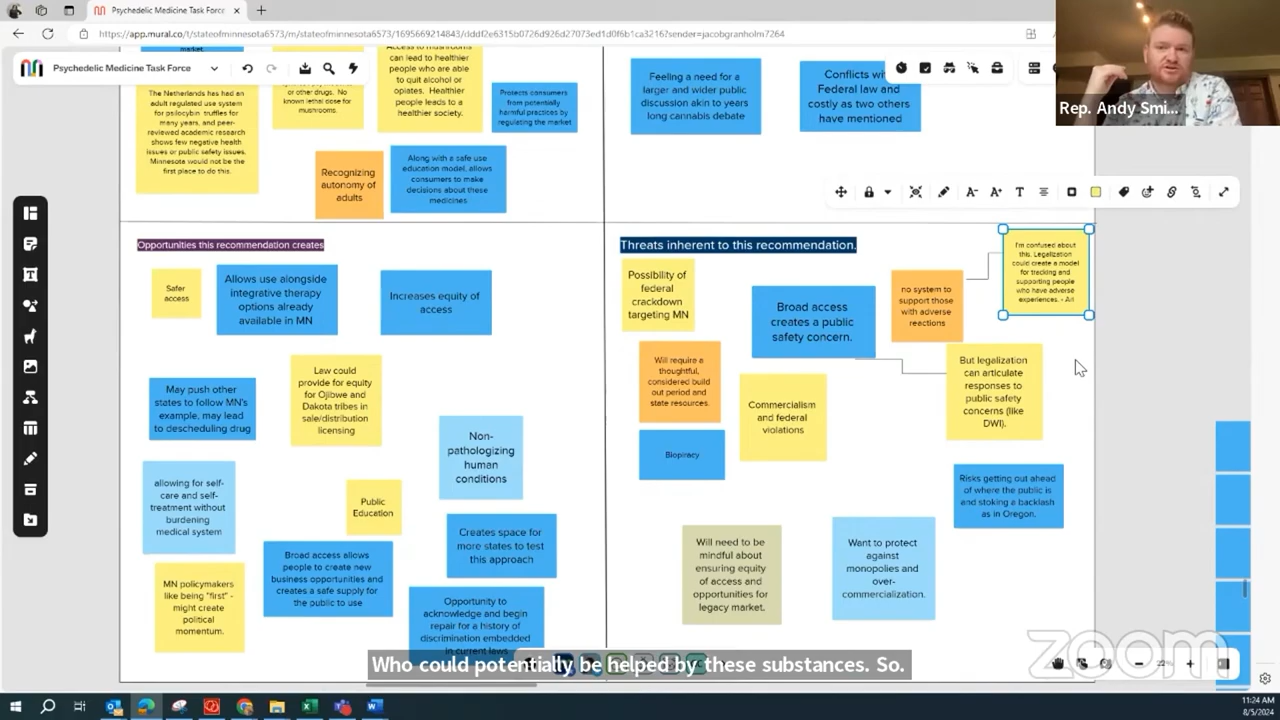 Psychedelic Medicine Task Force
https://app.mural.co/t/stateofminnesota6573/m/stateofminnesota6573/1695669214843/dddf2e6315b0726d926d27073ed1d0f6b1ca3216?sender=jacobgranholm7264
Psychedelic Medicine Task Force
Rep. Andy Smi...
market.
The Netherlands has had an
adult regulated use system
for psilocybin truffles for
many years, and peer-
reviewed academic research
shows few negative health
issues or public safety issues.
Minnesota would not be the
first place to do this.
or other drugs. No
known lethal dose for
mushrooms.
Access to mushrooms
can lead to healthier
people who are able
to quit alcohol or
opiates. Healthier
people leads to a
healthier society.
Protects consumers
from potentially
harmful practices by
regulating the market
Recognizing
autonomy of
adults
Along with a safe use
education model, allows
consumers to make
decisions about these
medicines
Feeling a need for a
larger and wider public
discussion akin to years
long cannabis debate
Conflicts wi
Federal law and
costly as two others
have mentioned
Opportunities this recommendation creates
Safer
access
Allows use alongside
integrative therapy
options already
available in MN
Increases equity of
access
May push other
states to follow MN's
example, may lead
to descheduling drug
Law could
provide for equity
for Ojibwe and
Dakota tribes in
sale/distribution
licensing
Non-
pathologizing
human
conditions
allowing for self-
care and self-
treatment without
burdening
medical system
Public
Education
Creates space for
more states to test
this approach
Broad access allows
people to create new
business opportunities and
creates a safe supply for
the public to use
MN policymakers
like being "first" -
might create
political
momentum.
Opportunity to
acknowledge and begin
repair for a history of
discrimination embedded
in current laws
Threats inherent to this recommendation.
Possibility of
federal
crackdown
targeting MN
Broad access
creates a public
safety concern.
no system to
support those
with adverse
reactions
I'm confused about
this. Legalization
could create a model
for tracking and
supporting people
who have adverse
experiences. - Ari
Will require a
thoughtful,
considered build
out period and
state resources.
Commercialism
and federal
violations
But legalization
can articulate
responses to
public safety
concerns (like
DWI).
Biopiracy
Risks getting out ahead
of where the public is
and stoking a backlash
as in Oregon.
Will need to be
mindful about
ensuring equity
of access and
opportunities for
legacy market.
Want to protect
against
monopolies and
over-
commercialization.
Who could potentially be helped by these substances. So.
zoom
11:24 AM
8/5/2024